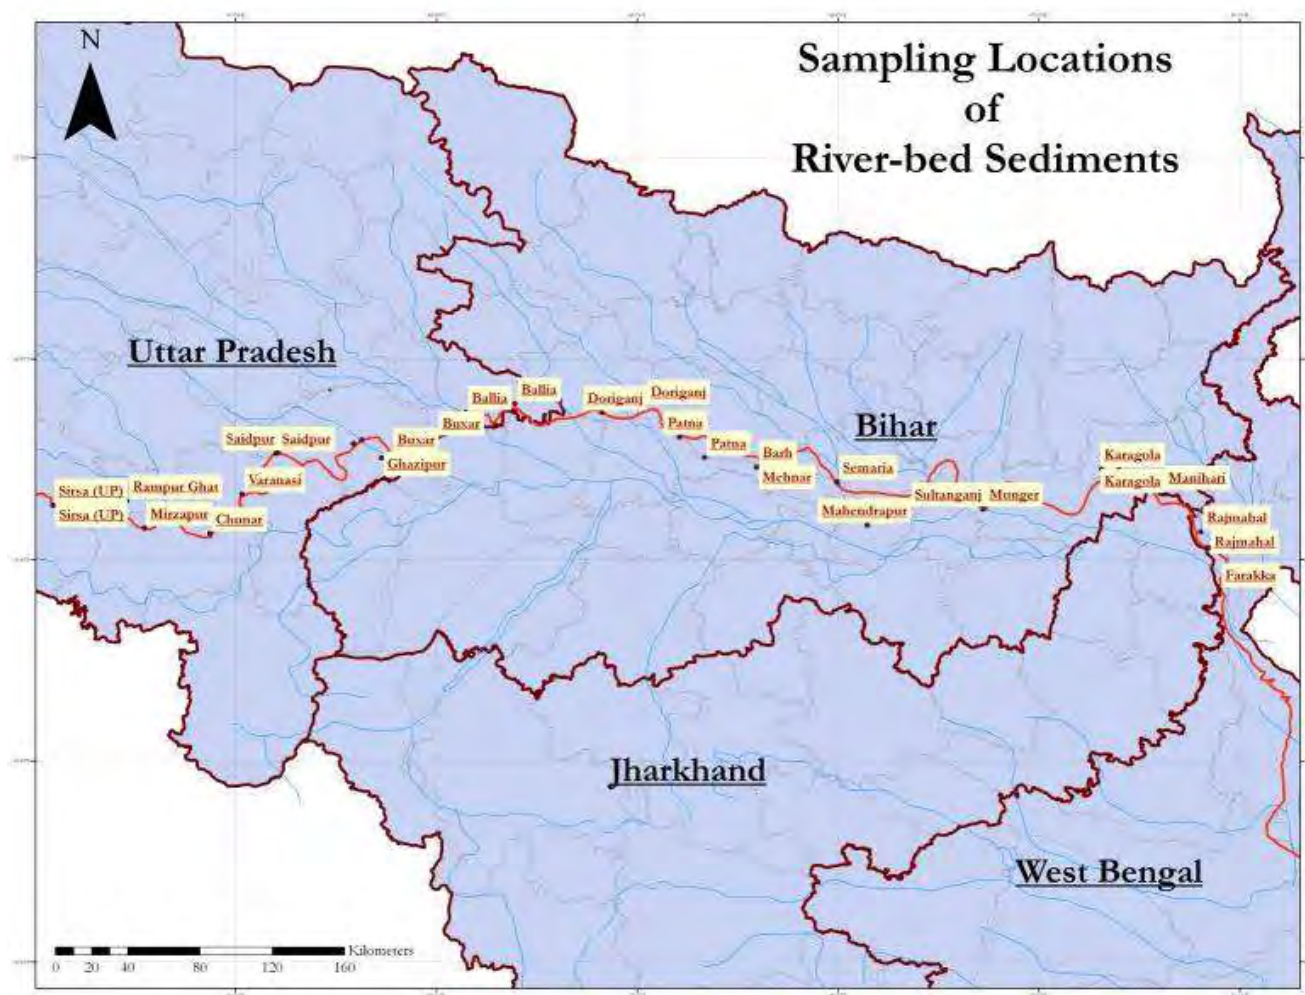 N
Sampling Locations
of
River-bed Sediments
Uttar Pradesh
Bihar
Jharkhand
West Bengal
Sirsa (UP)
Sirsa (UP)
Rampur Ghat
Mirzapur
Chunar
Varanasi
Saidpur
Saidpur
Ghazipur
Buxar
Buxar
Ballia
Ballia
Doriganj
Doriganj
Patna
Patna
Barh
Mehnar
Semaria
Mahendrapur
Sultanganj
Munger
Karagola
Karagola
Manihari
Rajmahal
Rajmahal
Farakka
Kilometers
0 20 40 80 120 160